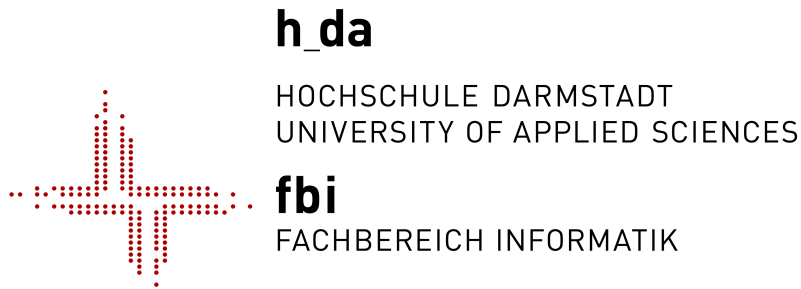 h_da
HOCHSCHULE DARMSTADT
UNIVERSITY OF APPLIED SCIENCES
fbi
FACHBEREICH INFORMATIK